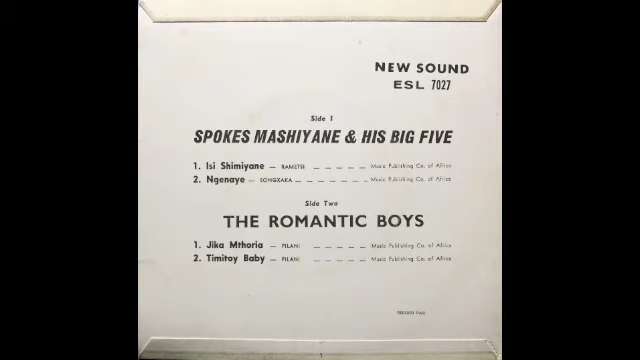 NEW SOUND
ESL 7027
Side 1
SPOKES MASHIYANE & HIS BIG FIVE
1. Isi Shimiyane — RAMETSE — — — — — Music Publishing Co. of Africa
2. Ngenaye — SONGXAKA — — — — — — — Music Publishing Co. of Africa
Side Two
THE ROMANTIC BOYS
1. Jika Mthoria — PILANI — — — — — Music Publishing Co. of Africa
2. Timitoy Baby — PILANI — — — — — Music Publishing Co. of Africa